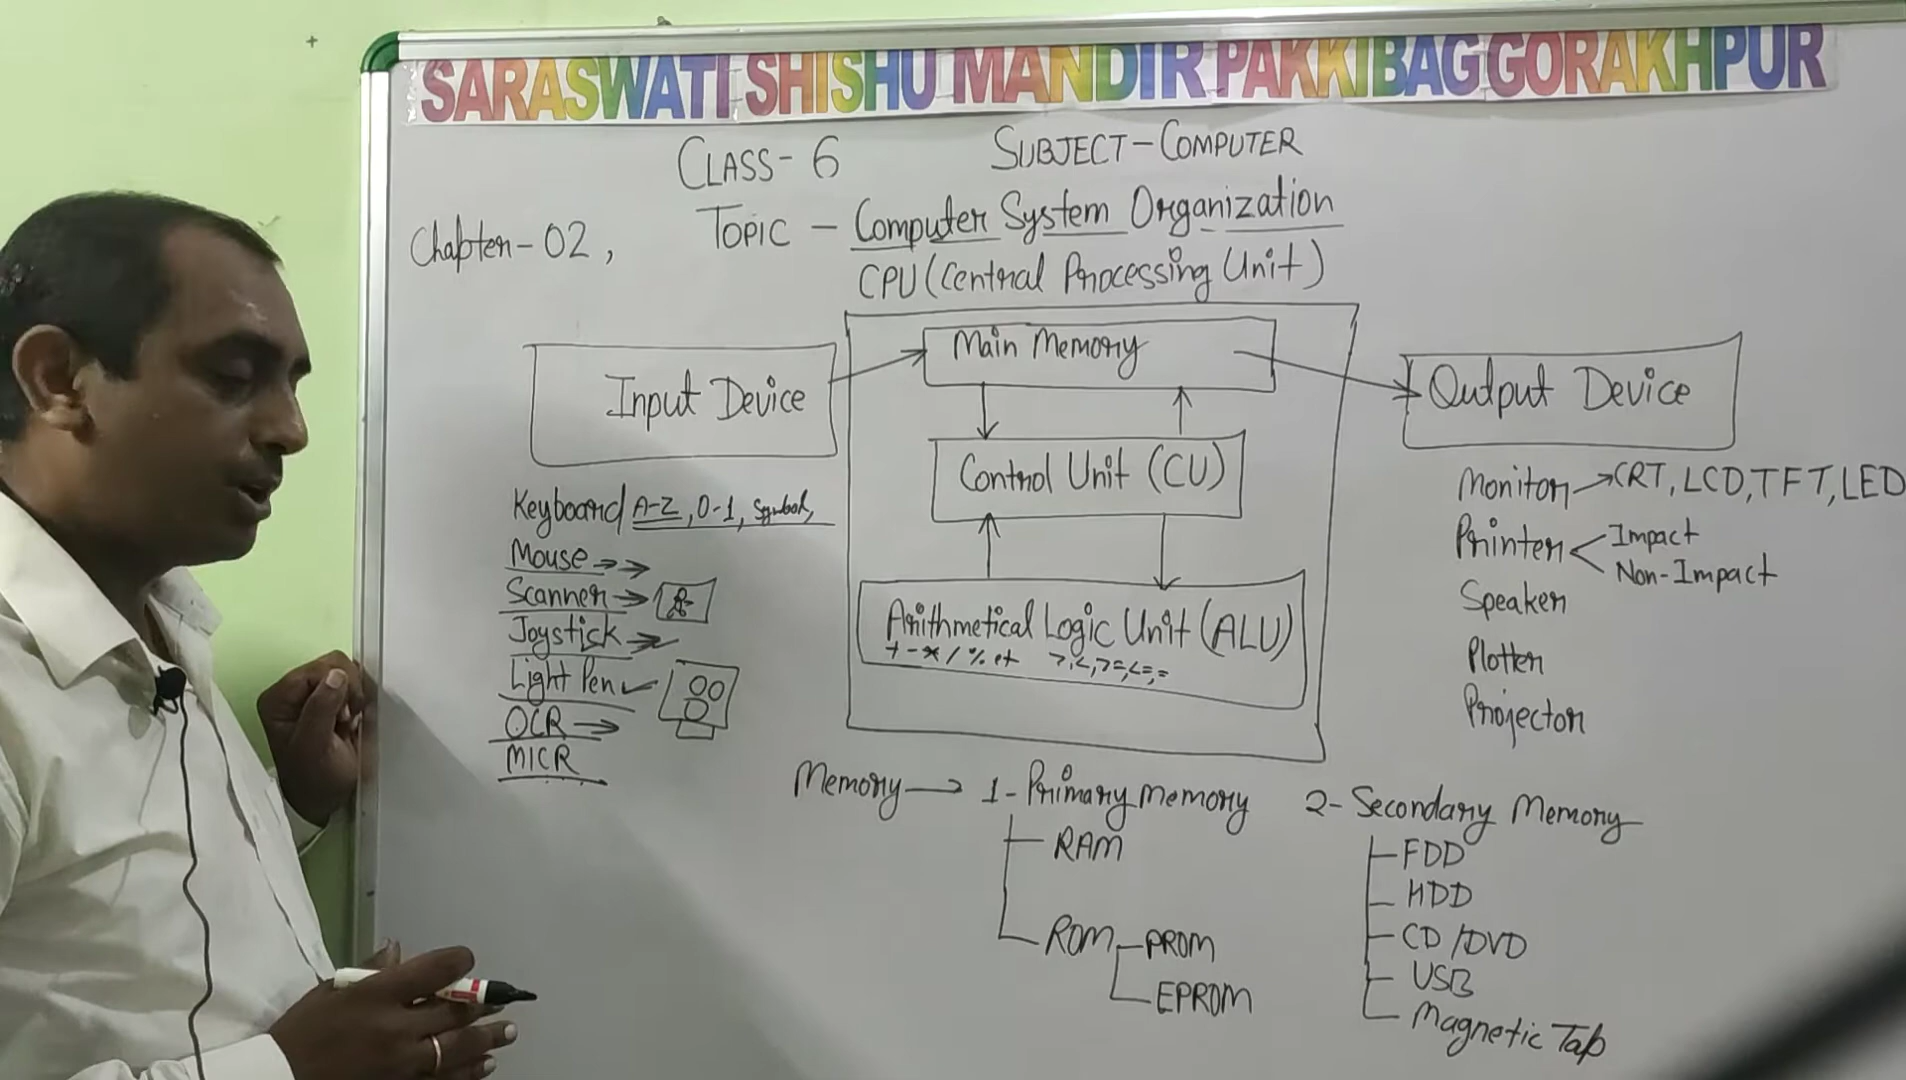 SARASWATI SHISHU MANDIR PAKKIBAG GORAKHPUR
CLASS- 6 SUBJECT-COMPUTER
Chapter-02, TOPIC - Computer System Organization
CPU (Central Processing Unit)
Input Device
Main Memory
Output Device
Control Unit (CU)
Arithmetical Logic Unit (ALU)
+ - * / % et >,<,>=,<=,=
Keyboard A-Z, 0-1, Symbol,
Mouse
Scanner
Joystick
Light Pen
OCR
MICR
Monitor → CRT, LCD, TFT, LED
Printer < Impact
Non-Impact
Speaker
Plotter
Projector
Memory → 1- Primary Memory 2- Secondary Memory
RAM
ROM - PROM
EPROM
FDD
HDD
CD/DVD
USB
Magnetic Tap